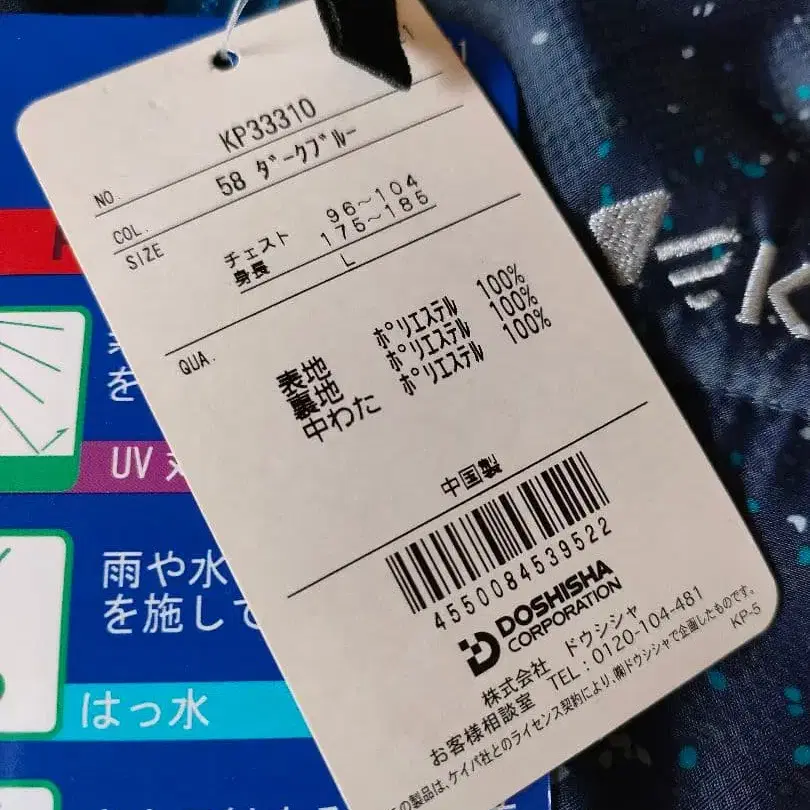 NO. KP33310
COL. 58 ﾀﾞｰｸﾌﾞﾙｰ
SIZE チェスト 96～104
身長 175～185
L
QUA.
表地 ﾎﾟﾘｴｽﾃﾙ 100%
裏地 ﾎﾟﾘｴｽﾃﾙ 100%
中わた ﾎﾟﾘｴｽﾃﾙ 100%
中国製
4550084539522
DOSHISHA
CORPORATION
株式会社 ドウシシャ
お客様相談室 TEL：0120-104-481
の製品は、ケイパ社とのライセンス契約により、㈱ドウシシャで企画したものです。
KP-5
を
UV
雨や水
を施して
はっ水